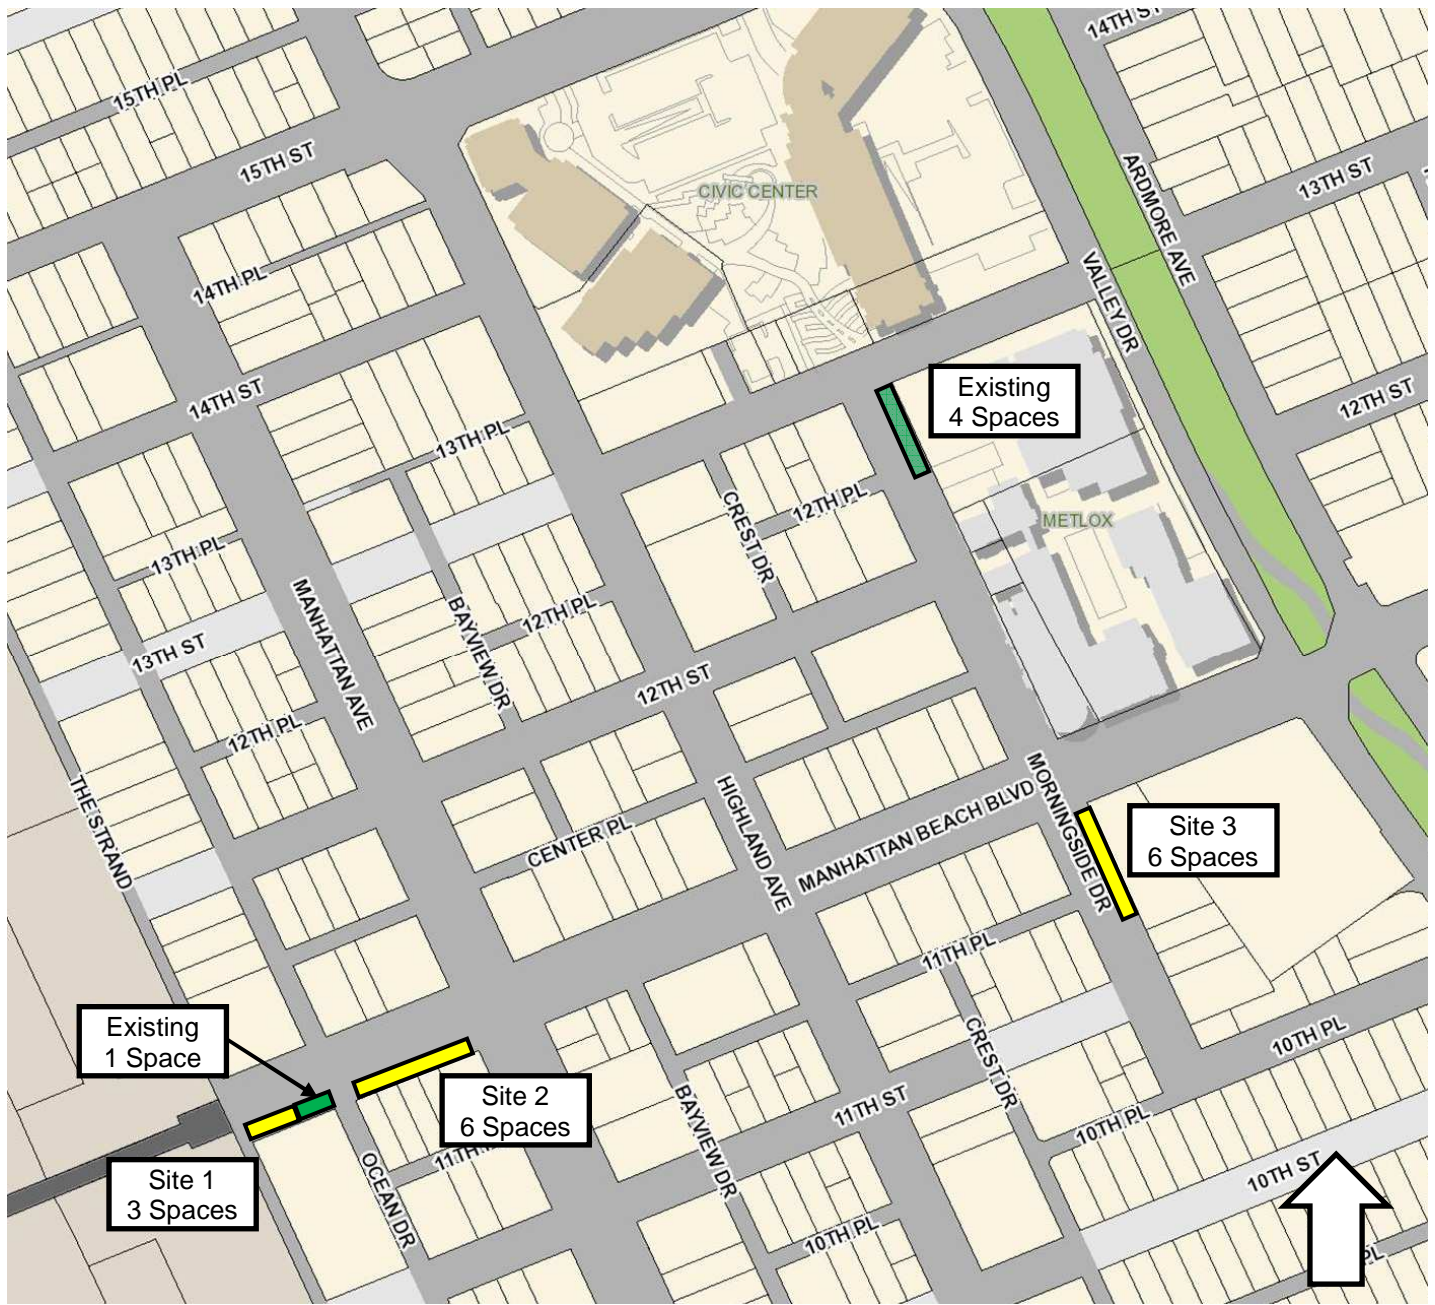 14TH ST
15TH PL
15TH ST
ARDMORE AVE
13TH ST
CIVIC CENTER
14TH PL
VALLEY DR
14TH ST
Existing
4 Spaces
12TH ST
13TH PL
CREST DR
12TH PL
METLOX
13TH PL
MANHATTAN AVE
BAYVIEW DR
12TH PL
13TH ST
12TH ST
12TH PL
THE STRAND
HIGHLAND AVE
MORNINGSIDE DR
MANHATTAN BEACH BLVD
CENTER PL
Site 3
6 Spaces
11TH PL
Existing
1 Space
CREST DR
10TH PL
Site 2
6 Spaces
BAYVIEW DR
11TH ST
10TH PL
11TH
Site 1
3 Spaces
OCEAN DR
10TH ST
10TH PL
PL